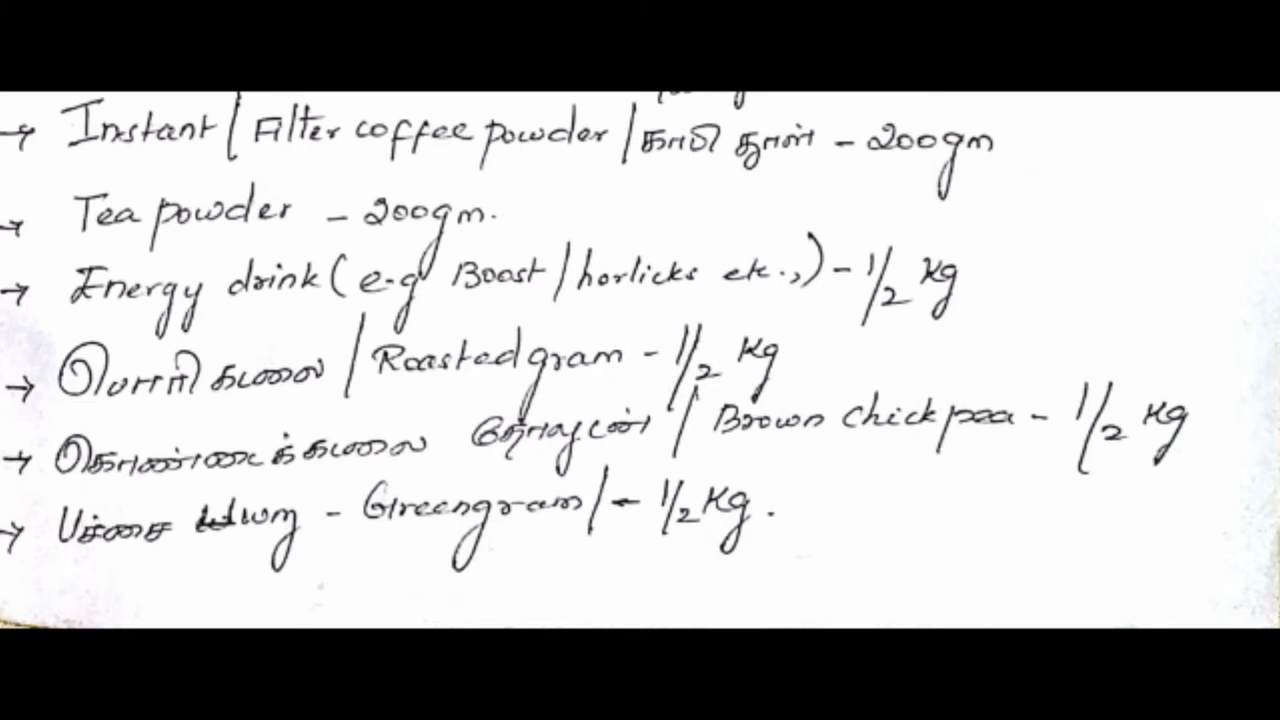 → Instant / Filter coffee powder / காபி தூள் - 200gm
→ Tea powder - 200gm.
→ Energy drink (e-g Boost / horlicks etc.,) - 1/2 Kg
→ பொரிகடலை / Roasted gram - 1/2 Kg
→ கொண்டைக்கடலை / Brown Chickpea - 1/2 Kg
→ பச்சை பயறு - Greengram / - 1/2 Kg.